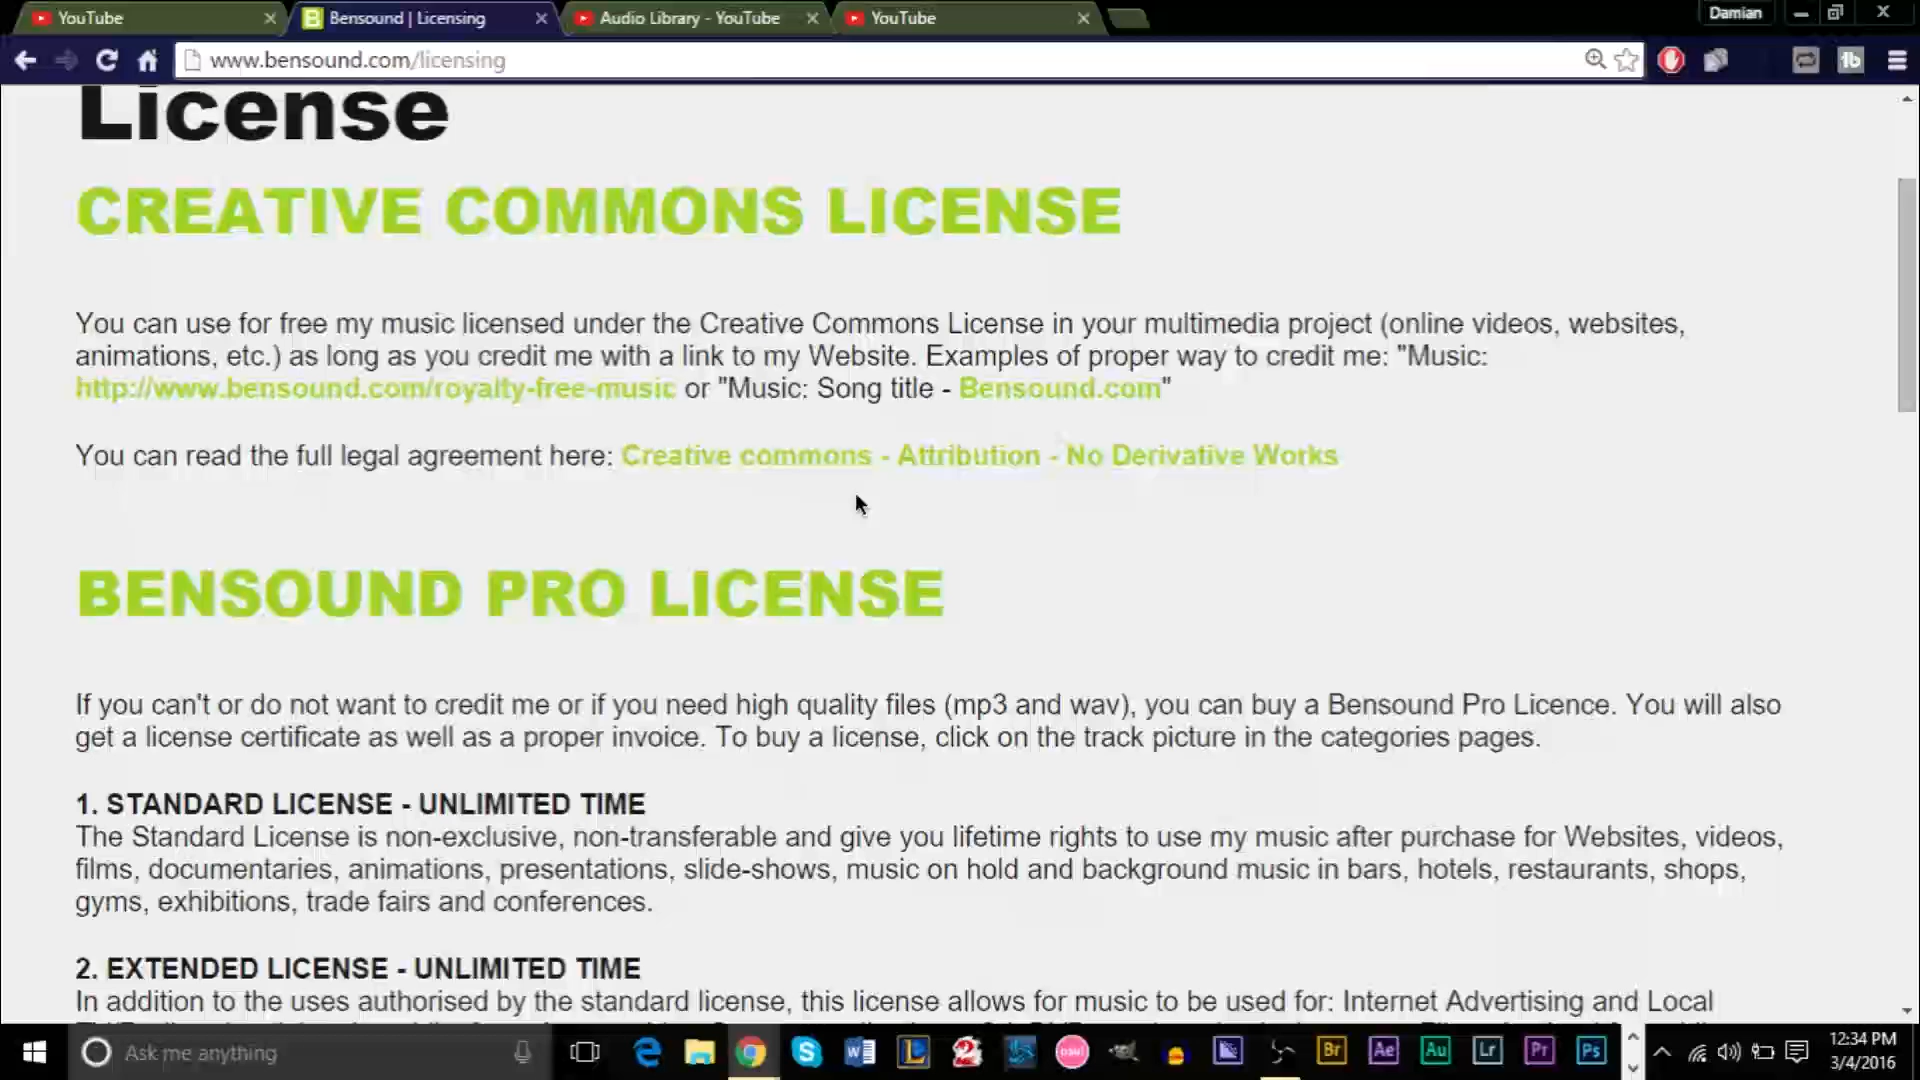 YouTube
Bensound | Licensing
Audio Library - YouTube
YouTube
Damian
www.bensound.com/licensing
License
CREATIVE COMMONS LICENSE
You can use for free my music licensed under the Creative Commons License in your multimedia project (online videos, websites,
animations, etc.) as long as you credit me with a link to my Website. Examples of proper way to credit me: "Music:
http://www.bensound.com/royalty-free-music or "Music: Song title - Bensound.com"
You can read the full legal agreement here: Creative commons - Attribution - No Derivative Works
BENSOUND PRO LICENSE
If you can't or do not want to credit me or if you need high quality files (mp3 and wav), you can buy a Bensound Pro Licence. You will also
get a license certificate as well as a proper invoice. To buy a license, click on the track picture in the categories pages.
1. STANDARD LICENSE - UNLIMITED TIME
The Standard License is non-exclusive, non-transferable and give you lifetime rights to use my music after purchase for Websites, videos,
films, documentaries, animations, presentations, slide-shows, music on hold and background music in bars, hotels, restaurants, shops,
gyms, exhibitions, trade fairs and conferences.
2. EXTENDED LICENSE - UNLIMITED TIME
In addition to the uses authorised by the standard license, this license allows for music to be used for: Internet Advertising and Local
Ask me anything
Br
Ae
Au
Lr
Pr
Ps
12:34 PM
3/4/2016